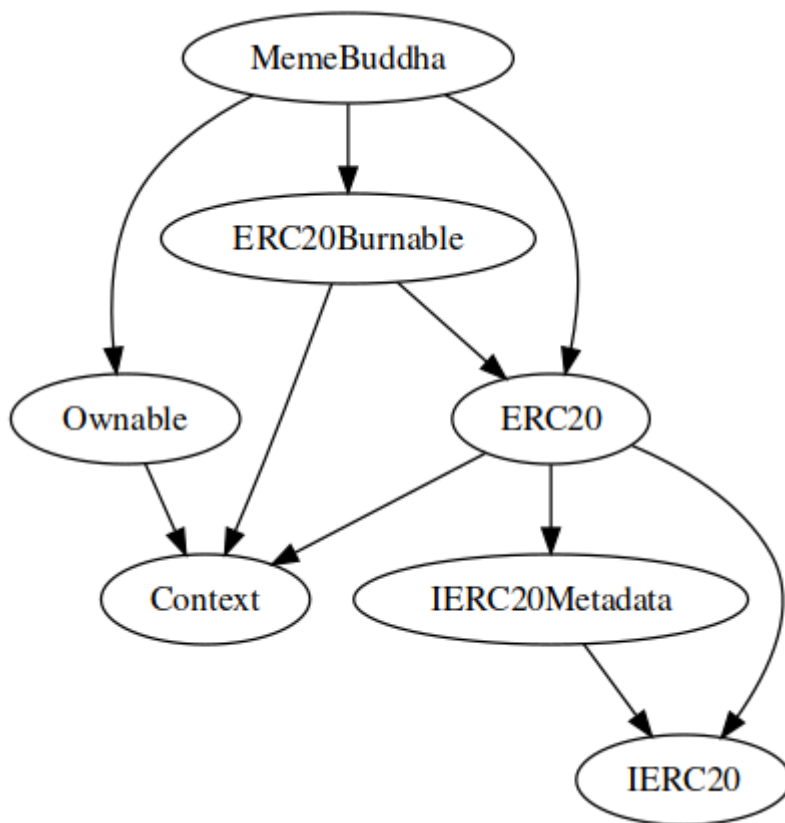 MemeBuddha
ERC20Burnable
Ownable
ERC20
Context
IERC20Metadata
IERC20